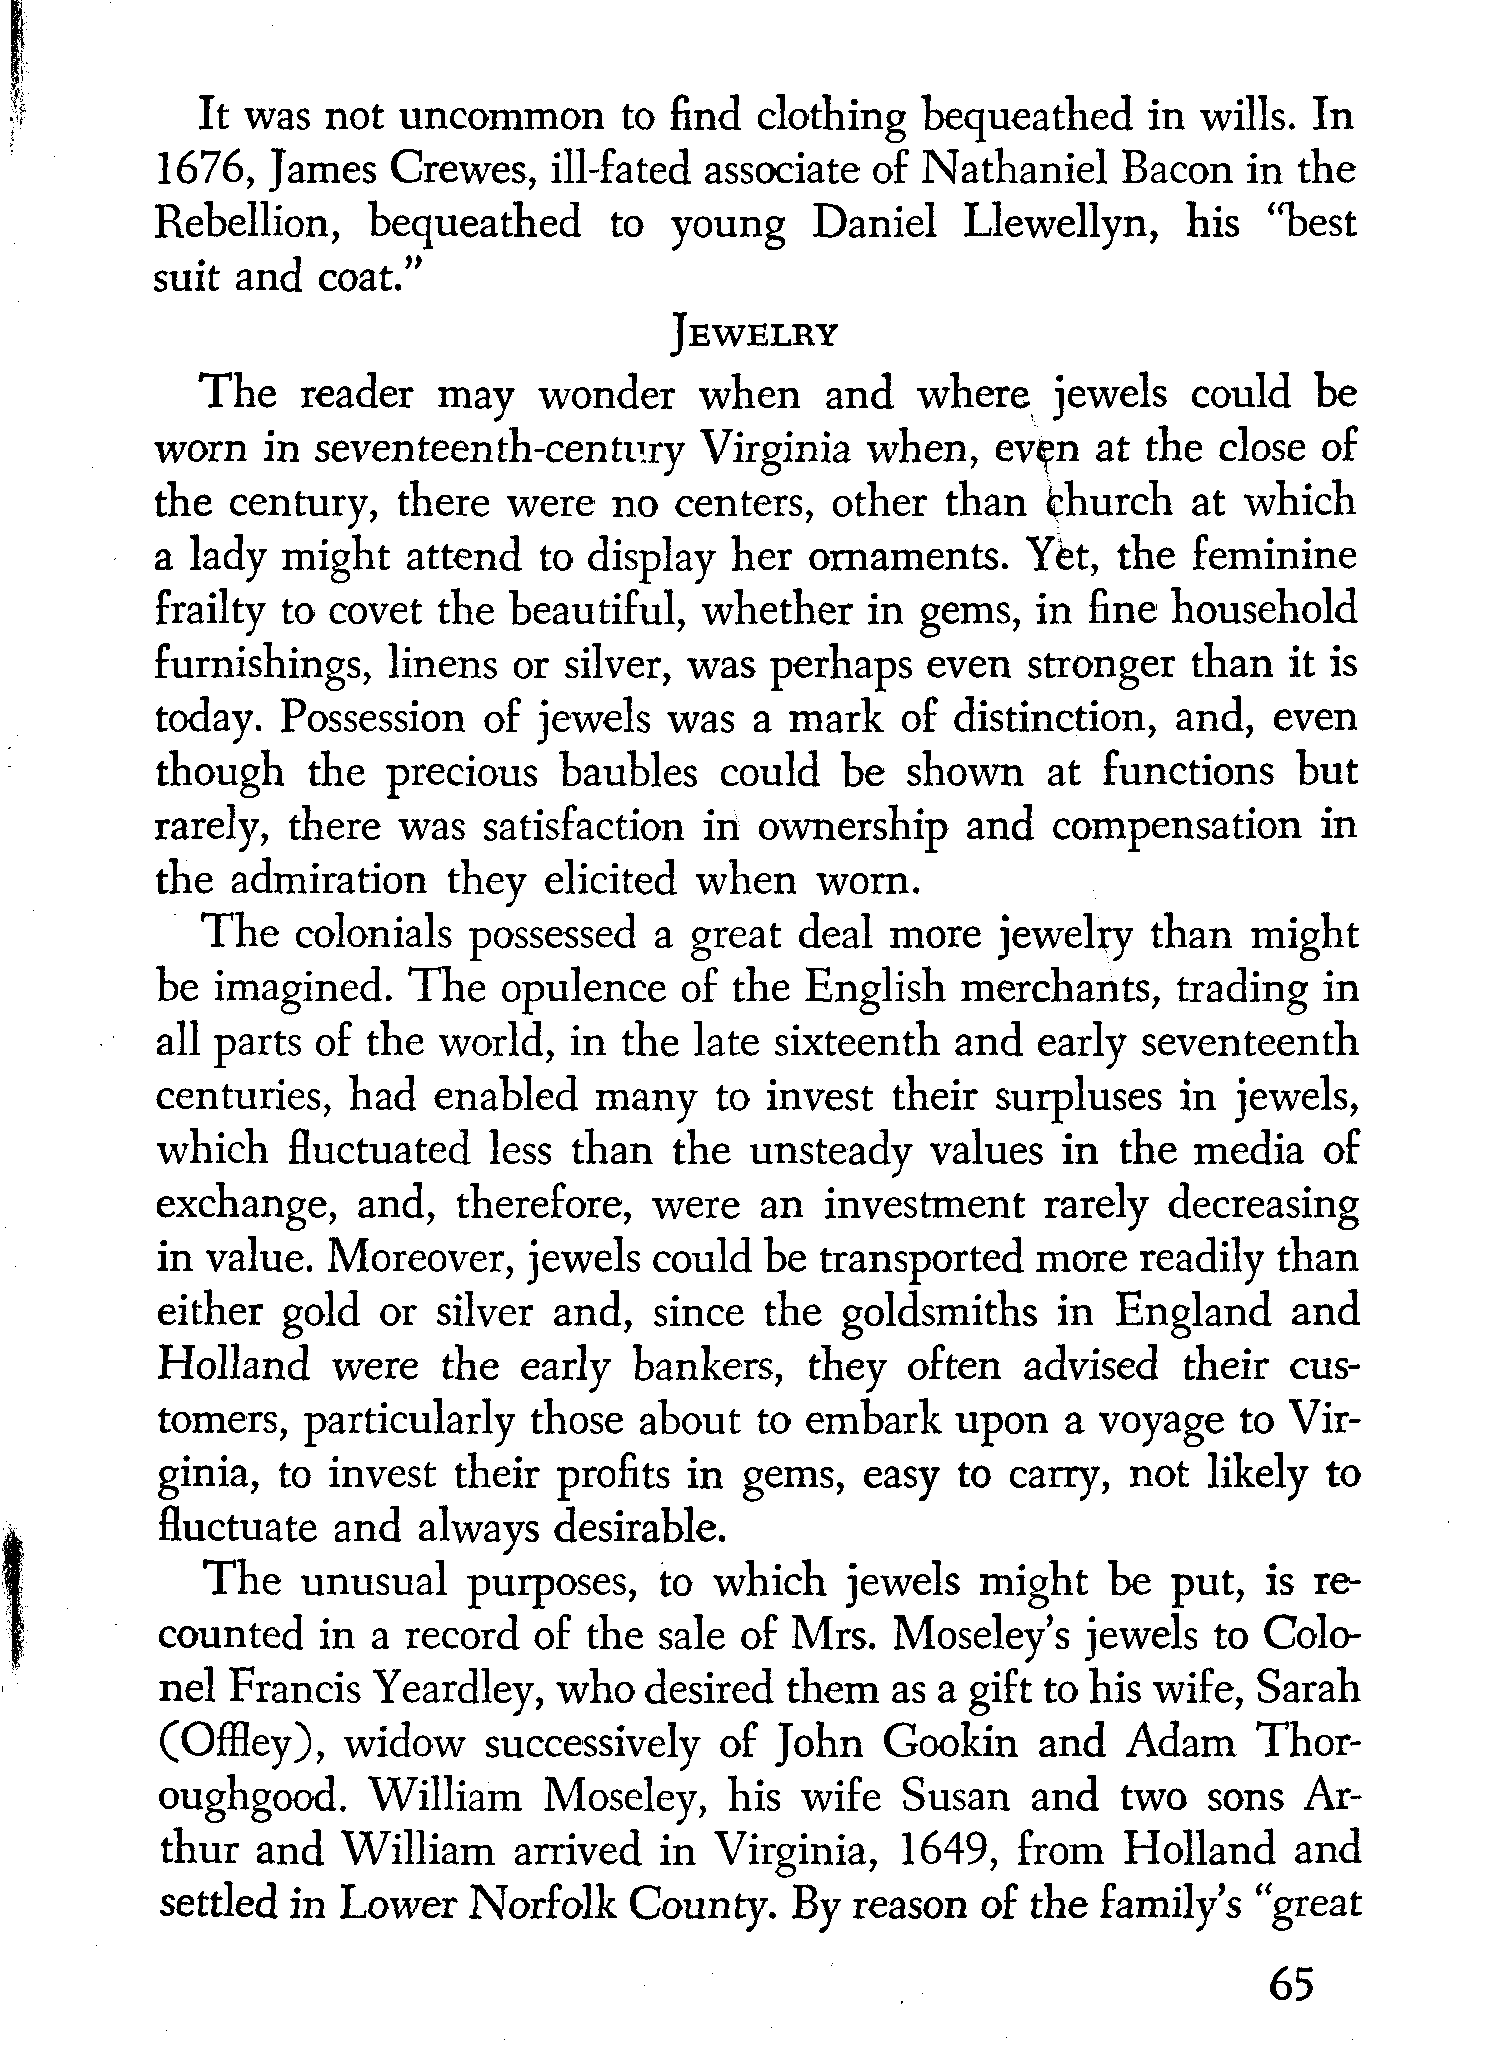 It was not uncommon to find clothing bequeathed in wills. In
1676, James Crewes, ill-fated associate of Nathaniel Bacon in the
Rebellion, bequeathed to young Daniel Llewellyn, his “best
suit and coat.”
JEWELRY
The reader may wonder when and where jewels could be
worn in seventeenth-century Virginia when, even at the close of
the century, there were no centers, other than church at which
a lady might attend to display her ornaments. Yet, the feminine
frailty to covet the beautiful, whether in gems, in fine household
furnishings, linens or silver, was perhaps even stronger than it is
today. Possession of jewels was a mark of distinction, and, even
though the precious baubles could be shown at functions but
rarely, there was satisfaction in ownership and compensation in
the admiration they elicited when worn.
The colonials possessed a great deal more jewelry than might
be imagined. The opulence of the English merchants, trading in
all parts of the world, in the late sixteenth and early seventeenth
centuries, had enabled many to invest their surpluses in jewels,
which fluctuated less than the unsteady values in the media of
exchange, and, therefore, were an investment rarely decreasing
in value. Moreover, jewels could be transported more readily than
either gold or silver and, since the goldsmiths in England and
Holland were the early bankers, they often advised their cus-
tomers, particularly those about to embark upon a voyage to Vir-
ginia, to invest their profits in gems, easy to carry, not likely to
fluctuate and always desirable.
The unusual purposes, to which jewels might be put, is re-
counted in a record of the sale of Mrs. Moseley’s jewels to Colo-
nel Francis Yeardley, who desired them as a gift to his wife, Sarah
(Offley), widow successively of John Gookin and Adam Thor-
oughgood. William Moseley, his wife Susan and two sons Ar-
thur and William arrived in Virginia, 1649, from Holland and
settled in Lower Norfolk County. By reason of the family’s “great
65